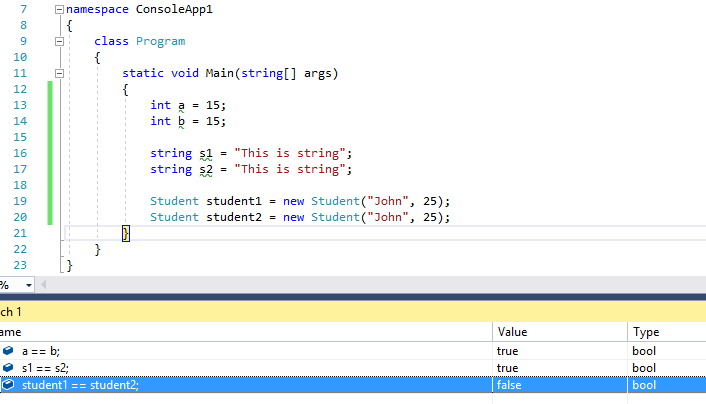 7 namespace ConsoleApp1
8 {
9 class Program
10 {
11 static void Main(string[] args)
12 {
13 int a = 15;
14 int b = 15;
15
16 string s1 = "This is string";
17 string s2 = "This is string";
18
19 Student student1 = new Student("John", 25);
20 Student student2 = new Student("John", 25);
21 }
22 }
23 }
%
ch 1
ame Value Type
a == b; true bool
s1 == s2; true bool
student1 == student2; false bool